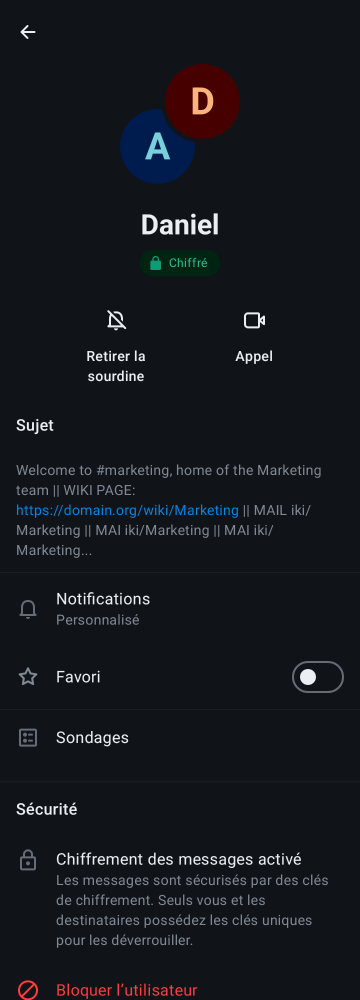 D
A
Daniel
Chiffré
Retirer la
sourdine
Appel
Sujet
Welcome to #marketing, home of the Marketing
team || WIKI PAGE:
https://domain.org/wiki/Marketing || MAIL iki/
Marketing || MAI iki/Marketing || MAI iki/
Marketing...
Notifications
Personnalisé
Favori
Sondages
Sécurité
Chiffrement des messages activé
Les messages sont sécurisés par des clés
de chiffrement. Seuls vous et les
destinataires possédez les clés uniques
pour les déverrouiller.
Bloquer l’utilisateur